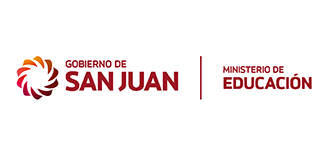 GOBIERNO DE
SAN JUAN
MINISTERIO DE
EDUCACIÓN